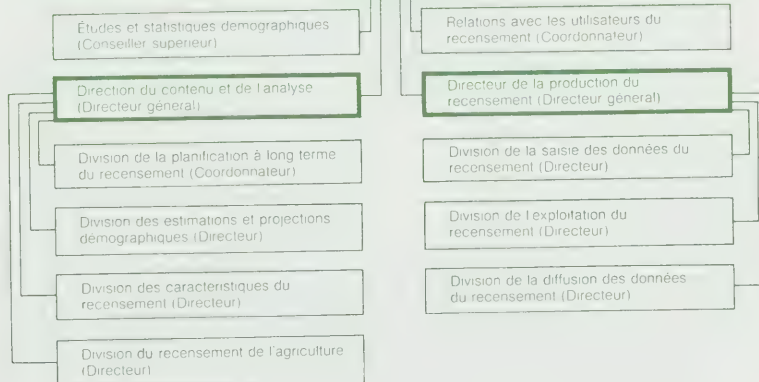 Études et statistiques démographiques
(Conseiller supérieur)
Direction du contenu et de l'analyse
(Directeur général)
Division de la planification à long terme
du recensement (Coordonnateur)
Division des estimations et projections
démographiques (Directeur)
Division des caractéristiques du
recensement (Directeur)
Division du recensement de l'agriculture
(Directeur)
Relations avec les utilisateurs du
recensement (Coordonnateur)
Directeur de la production du
recensement (Directeur général)
Division de la saisie des données du
recensement (Directeur)
Division de l'exploitation du
recensement (Directeur)
Division de la diffusion des données
du recensement (Directeur)